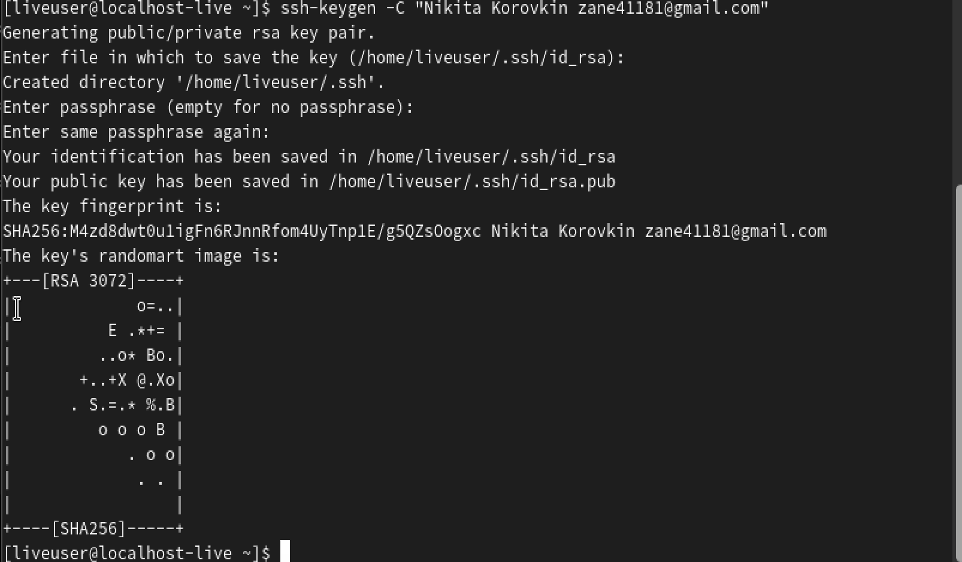 [liveuser@localhost-live ~]$ ssh-keygen -C "Nikita Korovkin zane41181@gmail.com"
Generating public/private rsa key pair.
Enter file in which to save the key (/home/liveuser/.ssh/id_rsa):
Created directory '/home/liveuser/.ssh'.
Enter passphrase (empty for no passphrase):
Enter same passphrase again:
Your identification has been saved in /home/liveuser/.ssh/id_rsa
Your public key has been saved in /home/liveuser/.ssh/id_rsa.pub
The key fingerprint is:
SHA256:M4zd8dwt0u1igFn6RJnnRfom4UyTnp1E/g5QZsOogxc Nikita Korovkin zane41181@gmail.com
The key's randomart image is:
+---[RSA 3072]----+
|             o=..|
|          E .*+= |
|         ..o* Bo.|
|       +..+X @.Xo|
|      . S.=.* %.B|
|         o o o B |
|            . o o|
|             . . |
|                 |
+----[SHA256]-----+
[liveuser@localhost-live ~]$